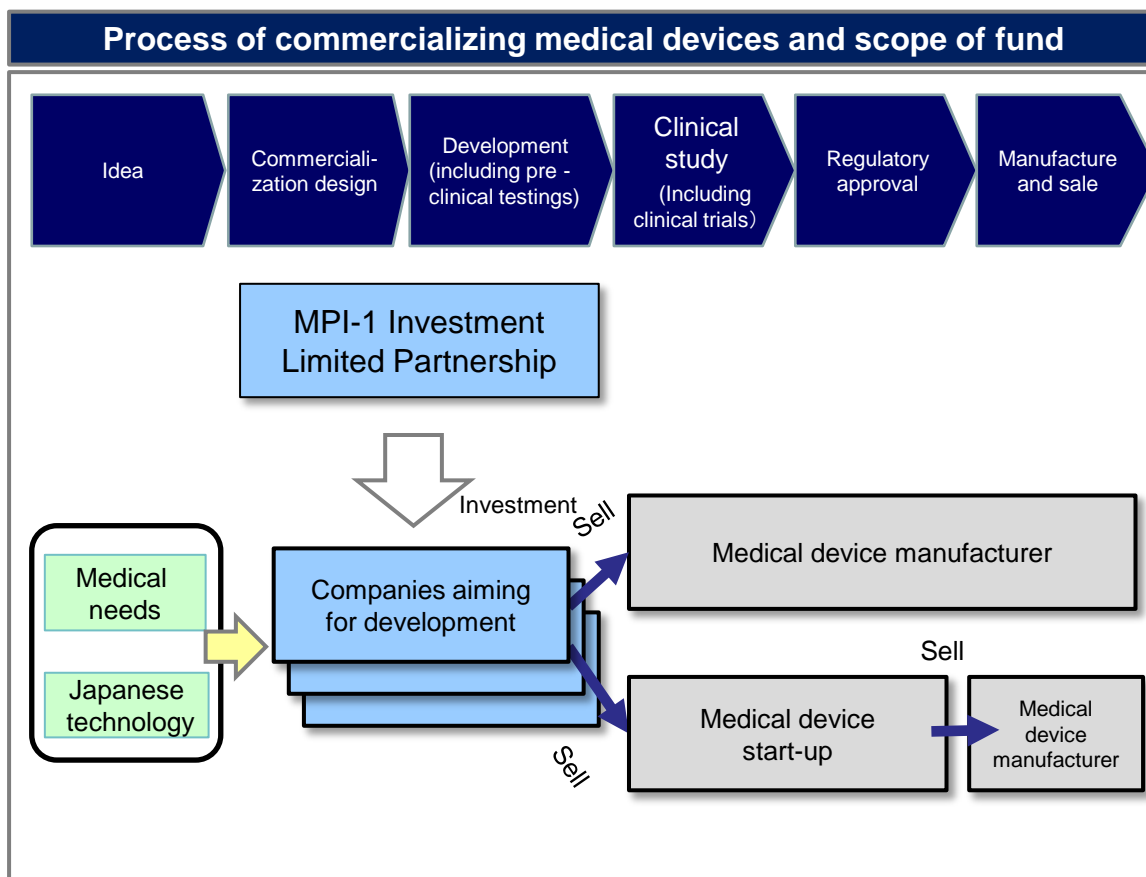 Process of commercializing medical devices and scope of fund
Idea
Commerciali-
zation design
Development
(including pre -
clinical testings)
Clinical
study
(Including
clinical trials）
Regulatory
approval
Manufacture
and sale
MPI-1 Investment
Limited Partnership
Investment
Sell
Medical device manufacturer
Medical
needs
Companies aiming
for development
Japanese
technology
Sell
Sell
Medical device
start-up
Medical
device
manufacturer